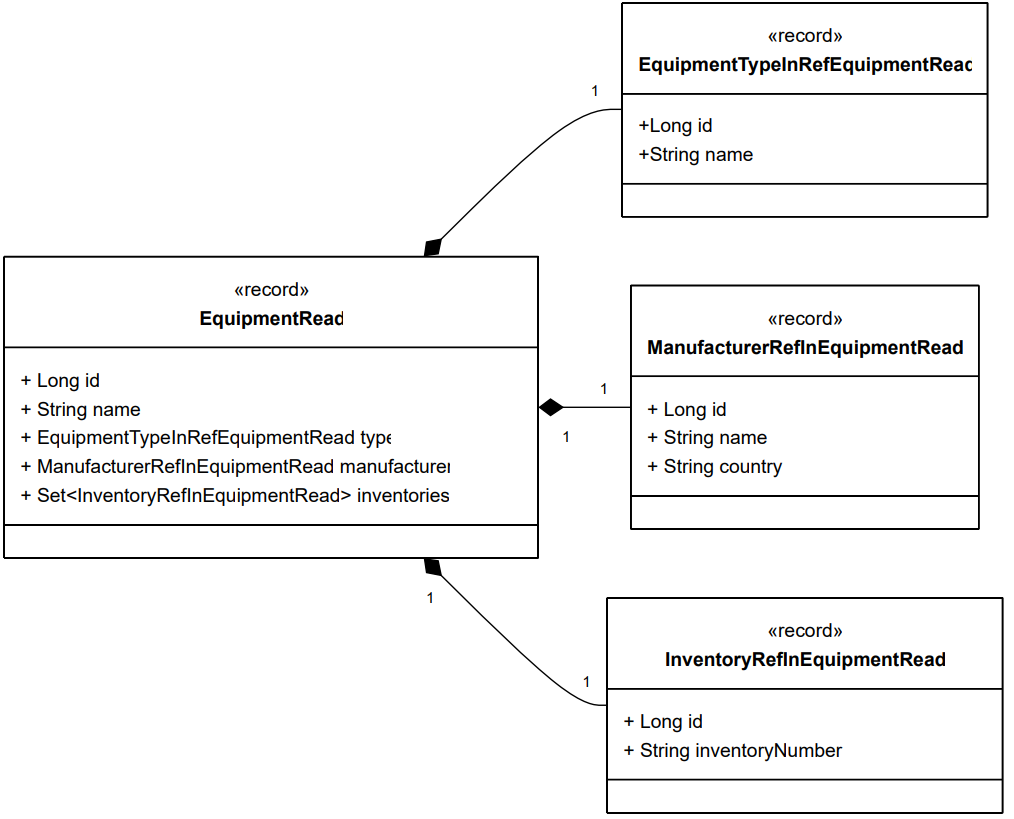 «record»
EquipmentTypeInRefEquipmentRead
+Long id
+String name
1
«record»
EquipmentRead
+ Long id
+ String name
+ EquipmentTypeInRefEquipmentRead type
+ ManufacturerRefInEquipmentRead manufacturer
+ Set<InventoryRefInEquipmentRead> inventories
«record»
ManufacturerRefInEquipmentRead
+ Long id
+ String name
+ String country
1
1
1
1
«record»
InventoryRefInEquipmentRead
+ Long id
+ String inventoryNumber